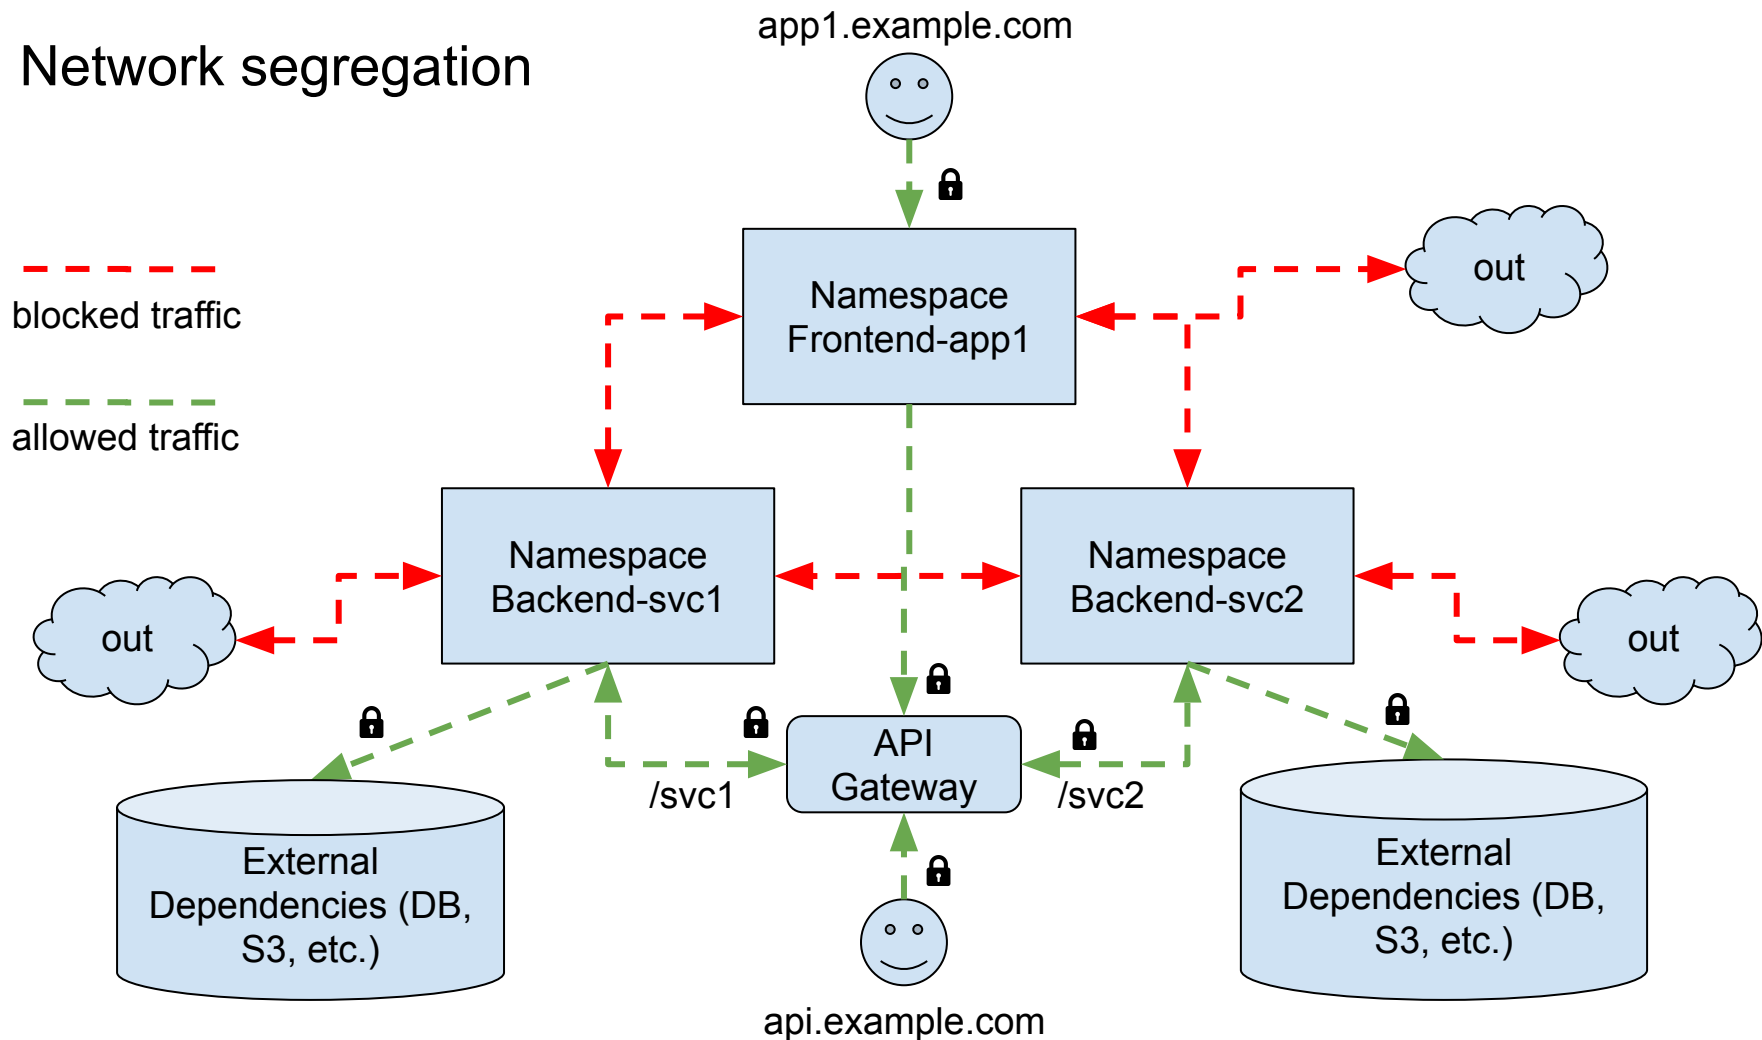 app1.example.com
Network segregation
blocked traffic
allowed traffic
Namespace
Frontend-app1
out
Namespace
Backend-svc1
Namespace
Backend-svc2
out
out
/svc1
API
Gateway
/svc2
External
Dependencies (DB,
S3, etc.)
External
Dependencies (DB,
S3, etc.)
api.example.com